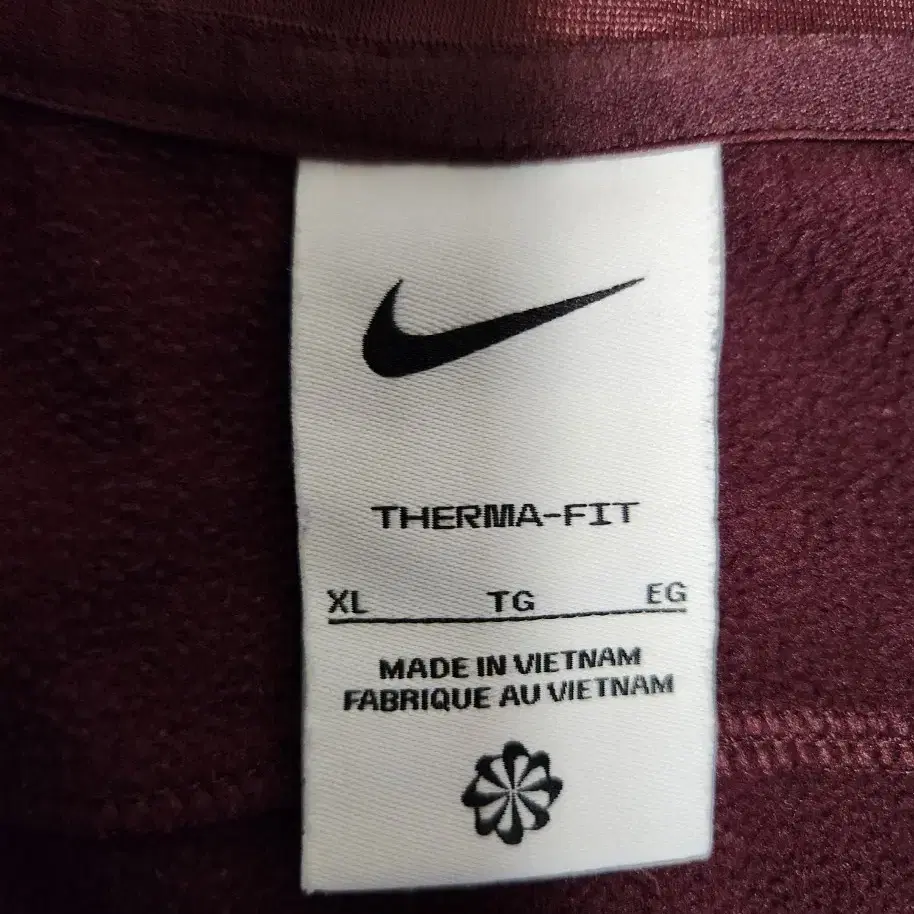 THERMA-FIT
XL TG EG
MADE IN VIETNAM
FABRIQUE AU VIETNAM